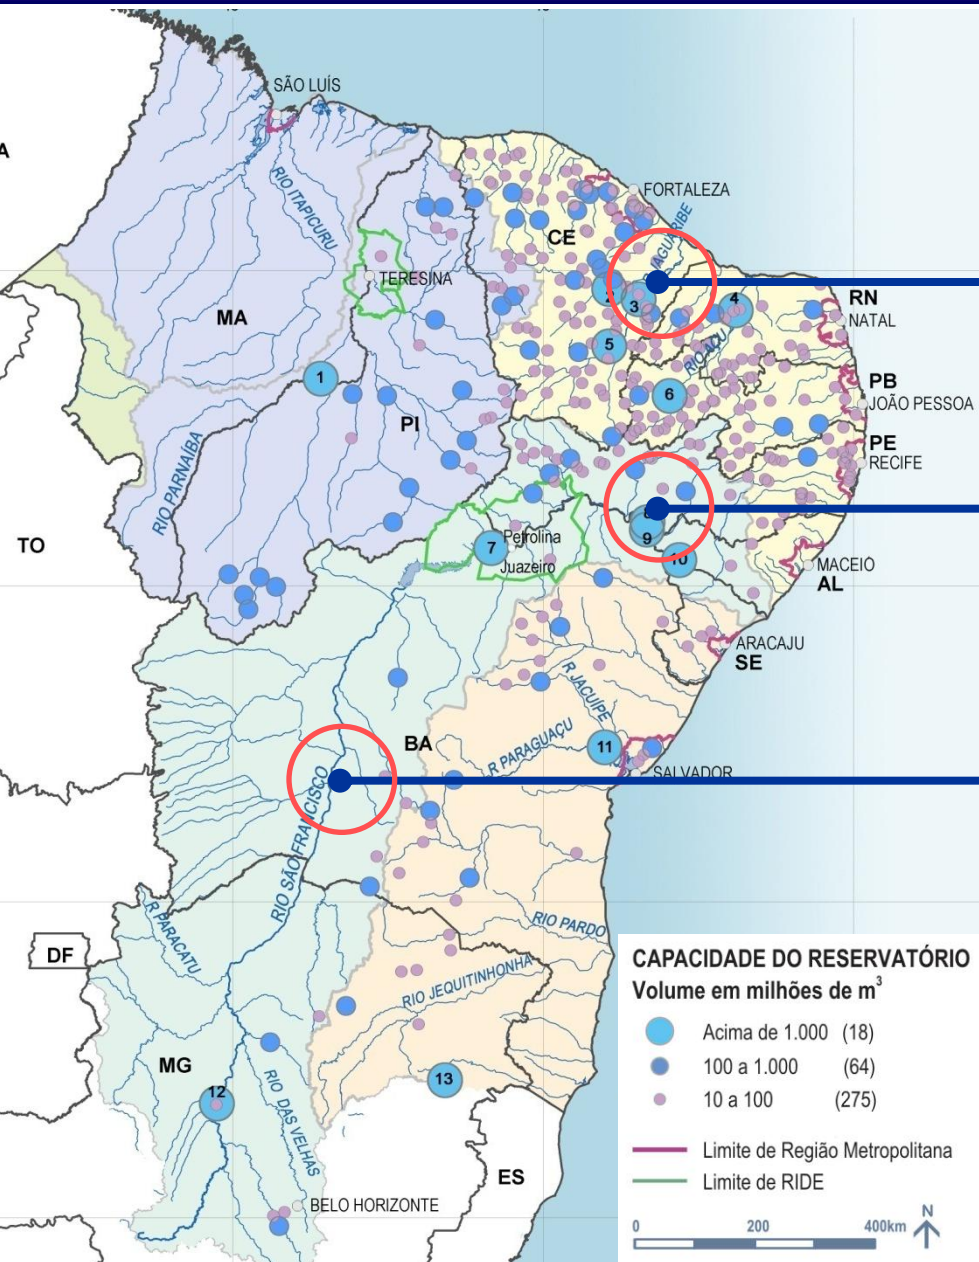 SÃO LUÍS
A
RIO ITAPICURU
FORTALEZA
CE
JAGUARIBE
TERESINA
MA
2
3
4
RN
NATAL
5
RIO AÇU
1
6
PB
JOÃO PESSOA
PI
PE
RECIFE
RIO PARNAÍBA
TO
7
Petrolina
Juazeiro
9
10
MACEIO
AL
ARACAJU
SE
R JACUÍPE
BA
R PARAGUAÇU
11
SALVADOR
RIO SÃO FRANCISCO
R PARACATU
RIO PARDO
DF
RIO JEQUITINHONHA
MG
12
13
RIO DAS VELHAS
ES
BELO HORIZONTE
CAPACIDADE DO RESERVATÓRIO
Volume em milhões de m³
Acima de 1.000 (18)
100 a 1.000 (64)
10 a 100 (275)
Limite de Região Metropolitana
Limite de RIDE
0 200 400km N